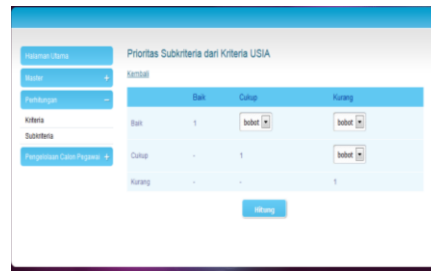 Halaman Utama
Master +
Perhitungan −
Kriteria
Subkriteria
Pengelolaan Calon Pegawai +
Prioritas Subkriteria dari Kriteria USIA
Kembali
Baik Cukup Kurang
Baik 1 bobot bobot
Cukup - 1 bobot
Kurang - - 1
Hitung